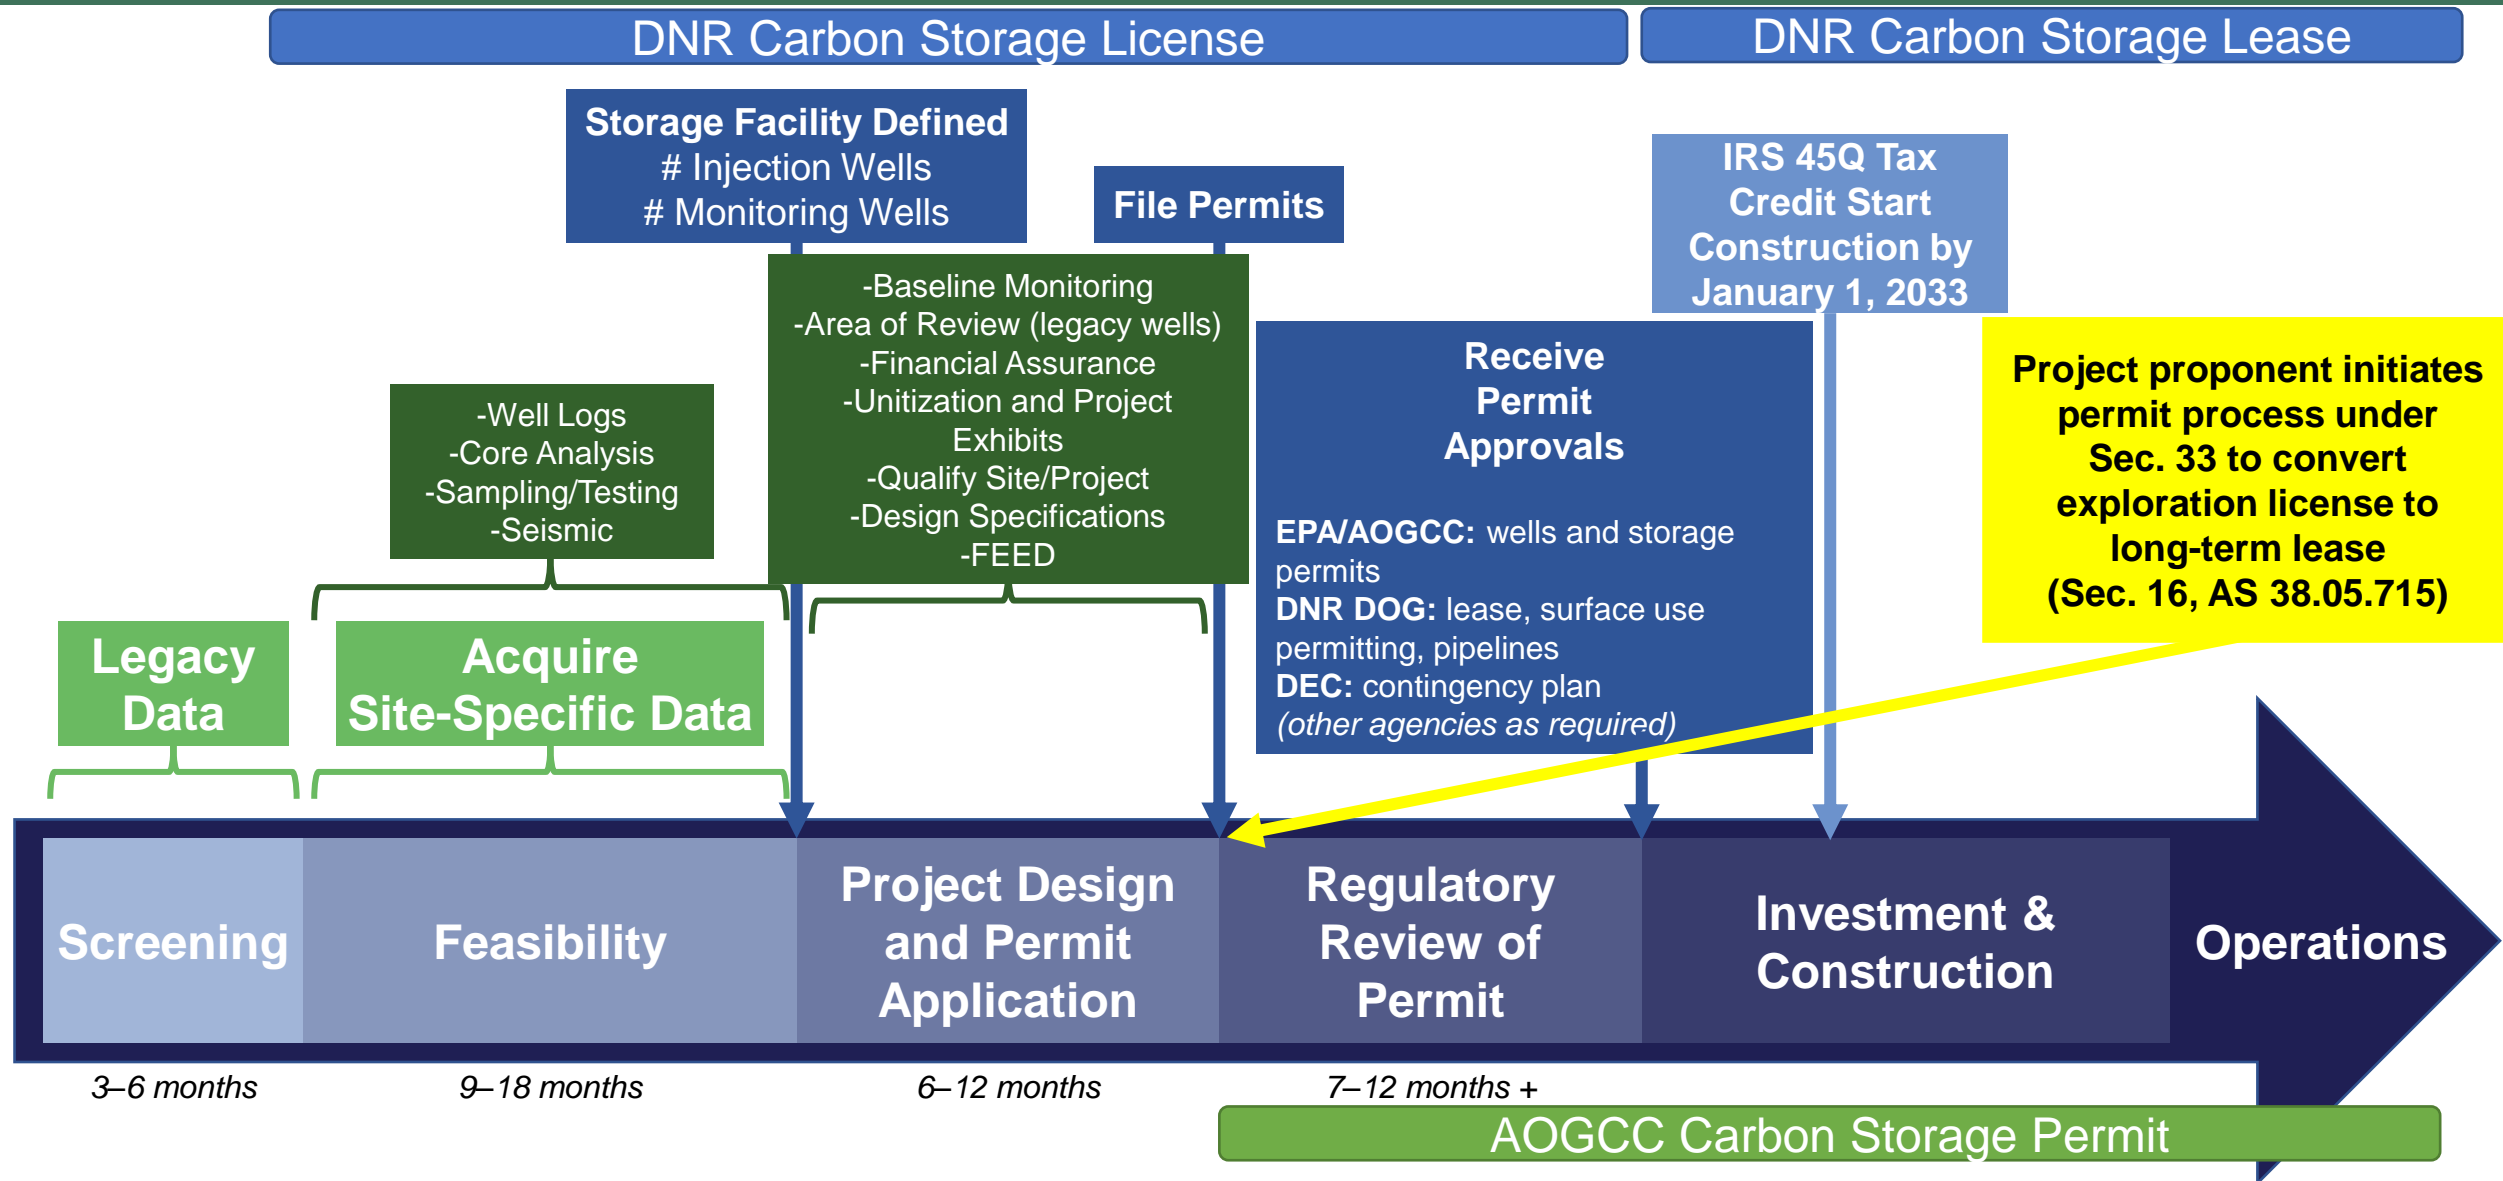 DNR Carbon Storage License
DNR Carbon Storage Lease
Storage Facility Defined
# Injection Wells
# Monitoring Wells
File Permits
IRS 45Q Tax
Credit Start
Construction by
January 1, 2033
-Baseline Monitoring
-Area of Review (legacy wells)
-Financial Assurance
-Unitization and Project
Exhibits
-Qualify Site/Project
-Design Specifications
-FEED
-Well Logs
-Core Analysis
-Sampling/Testing
-Seismic
Receive
Permit
Approvals
EPA/AOGCC: wells and storage
permits
DNR DOG: lease, surface use
permitting, pipelines
DEC: contingency plan
(other agencies as required)
Project proponent initiates
permit process under
Sec. 33 to convert
exploration license to
long-term lease
(Sec. 16, AS 38.05.715)
Legacy
Data
Acquire
Site-Specific Data
Screening
Feasibility
Project Design
and Permit
Application
Regulatory
Review of
Permit
Investment &
Construction
Operations
3–6 months
9–18 months
6–12 months
7–12 months +
AOGCC Carbon Storage Permit